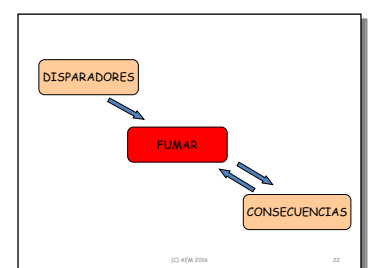 DISPARADORES
FUMAR
CONSECUENCIAS
(C) AEM 2016
22